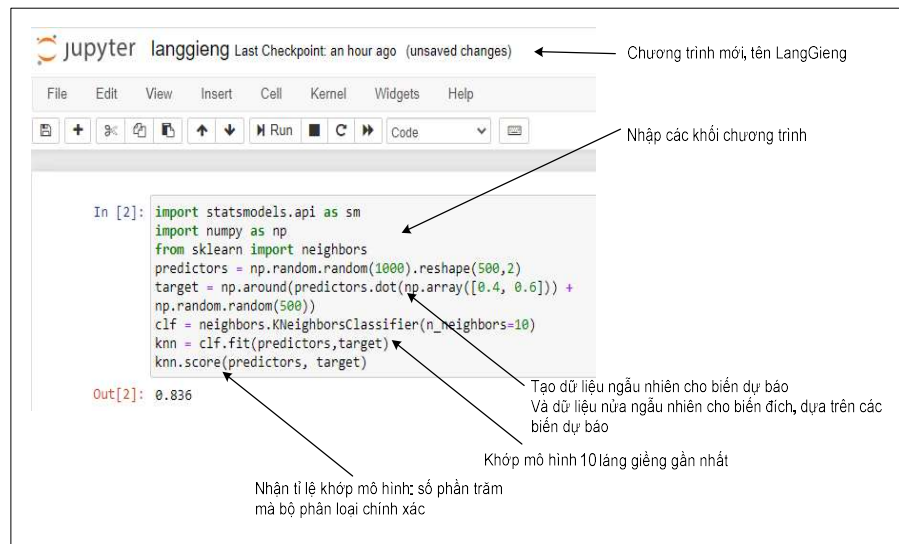 jupyter langgieng Last Checkpoint: an hour ago (unsaved changes)
Chương trình mới, tên LangGieng
File Edit View Insert Cell Kernel Widgets Help
Run Code
Nhập các khối chương trình
In [2]: import statsmodels.api as sm
import numpy as np
from sklearn import neighbors
predictors = np.random.random(1000).reshape(500,2)
target = np.around(predictors.dot(np.array([0.4, 0.6])) +
np.random.random(500))
clf = neighbors.KNeighborsClassifier(n_neighbors=10)
knn = clf.fit(predictors,target)
knn.score(predictors, target)
Out[2]: 0.836
Tạo dữ liệu ngẫu nhiên cho biến dự báo
Và dữ liệu nửa ngẫu nhiên cho biến đích, dựa trên các
biến dự báo
Khớp mô hình 10 láng giềng gần nhất
Nhận tỉ lệ khớp mô hình: số phần trăm
mà bộ phân loại chính xác